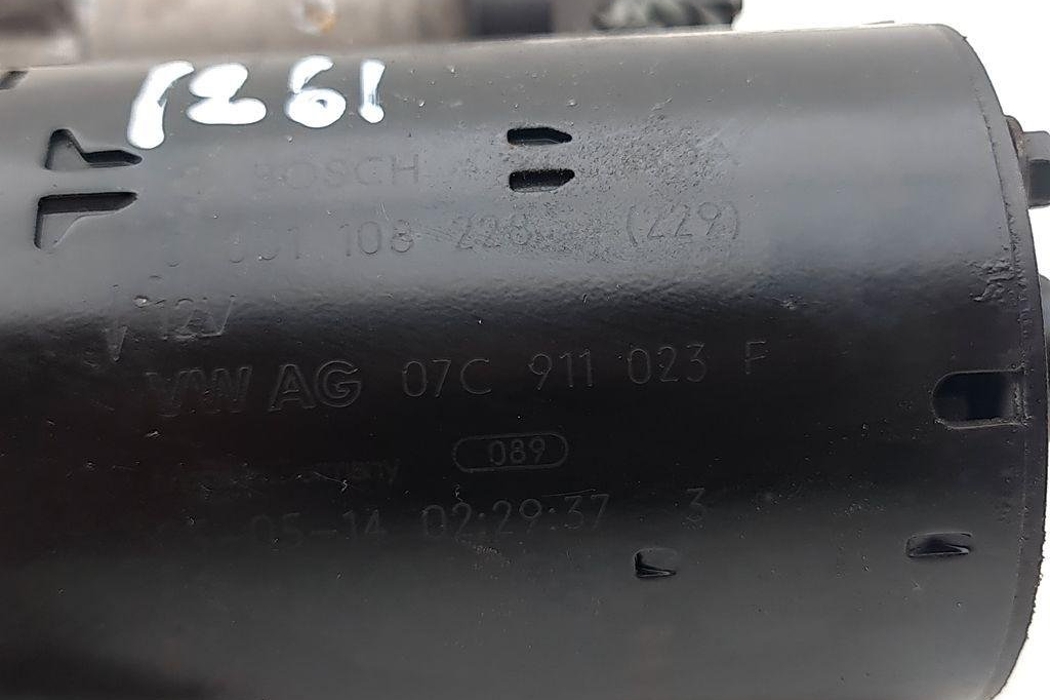 1261
BOSCH
001 108 228 (229)
12V
VW AG 07C 911 023 F
089
Germany
05-14 02:29:37 3